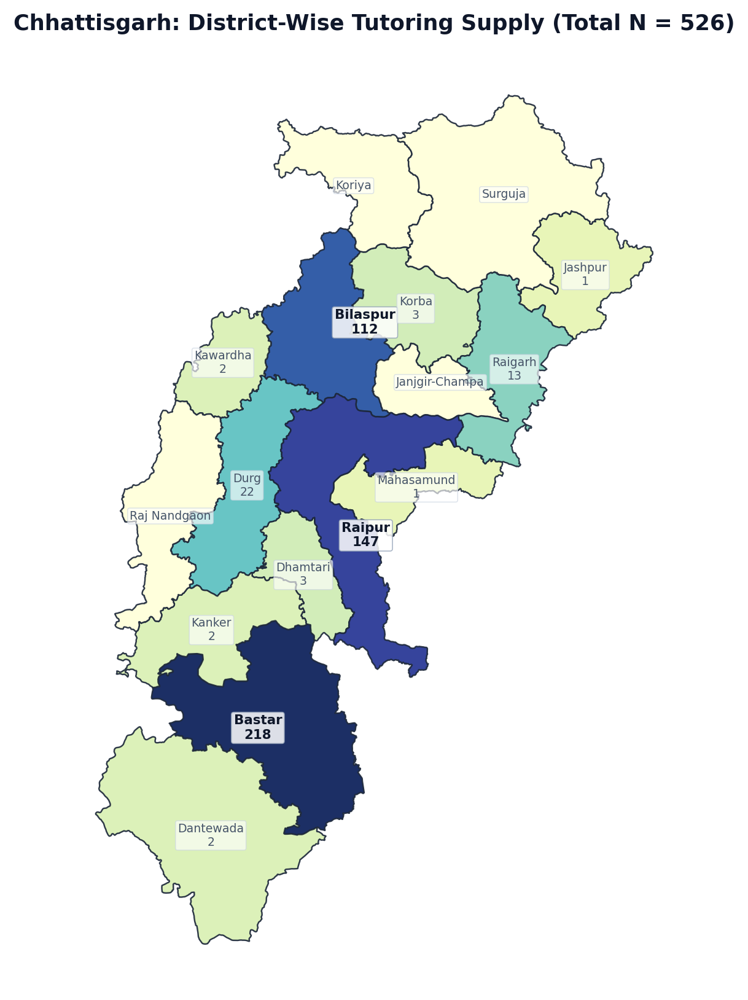 Chhattisgarh: District-Wise Tutoring Supply (Total N = 526)
Koriya
Surguja
Jashpur
1
Korba
3
Bilaspur
112
Kawardha
2
Raigarh
13
Janjgir-Champa
Durg
22
Mahasamund
1
Raj Nandgaon
Raipur
147
Dhamtari
3
Kanker
2
Bastar
218
Dantewada
2